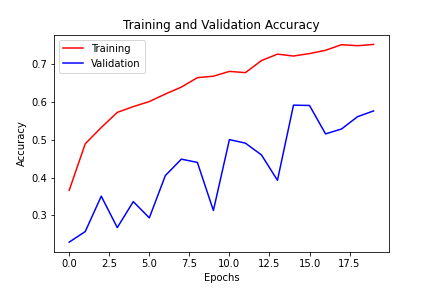 Training and Validation Accuracy
Training
Validation
Accuracy
0.7
0.6
0.5
0.4
0.3
0.0 2.5 5.0 7.5 10.0 12.5 15.0 17.5
Epochs